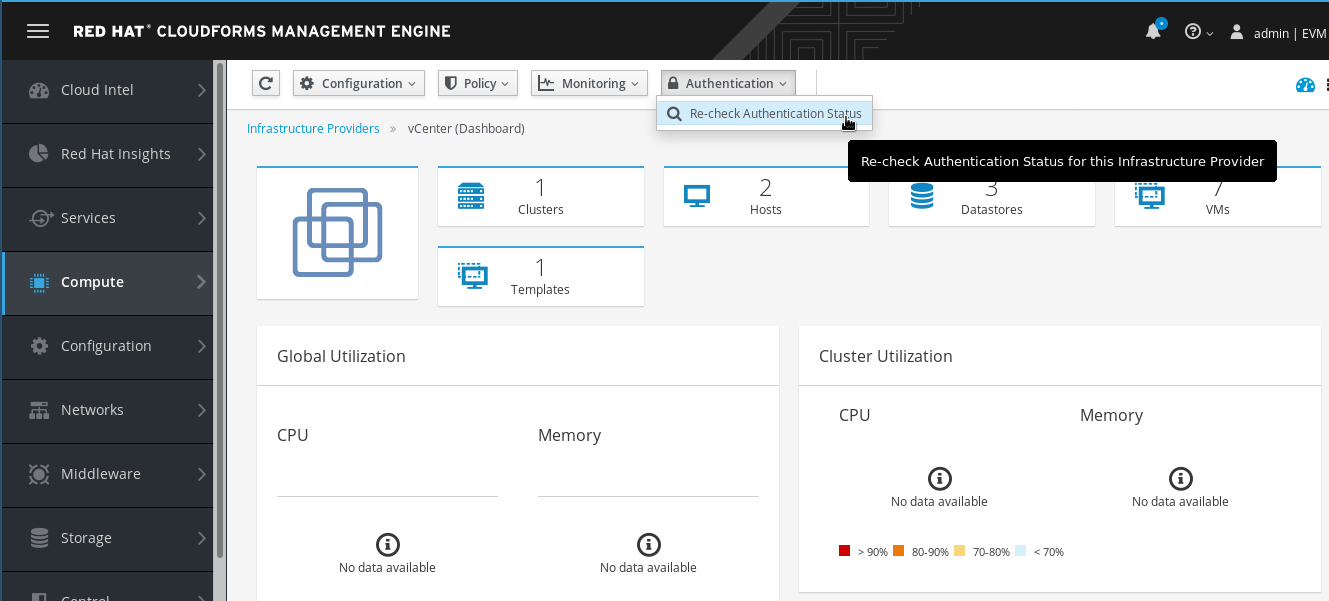 RED HAT® CLOUDFORMS MANAGEMENT ENGINE
admin | EVM
Cloud Intel
Red Hat Insights
Services
Compute
Configuration
Networks
Middleware
Storage
Control
Configuration
Policy
Monitoring
Authentication
Re-check Authentication Status
Infrastructure Providers » vCenter (Dashboard)
Re-check Authentication Status for this Infrastructure Provider
1
Clusters
2
Hosts
3
Datastores
7
VMs
1
Templates
Global Utilization
CPU
Memory
No data available
No data available
Cluster Utilization
CPU
Memory
No data available
No data available
> 90% 80-90% 70-80% < 70%